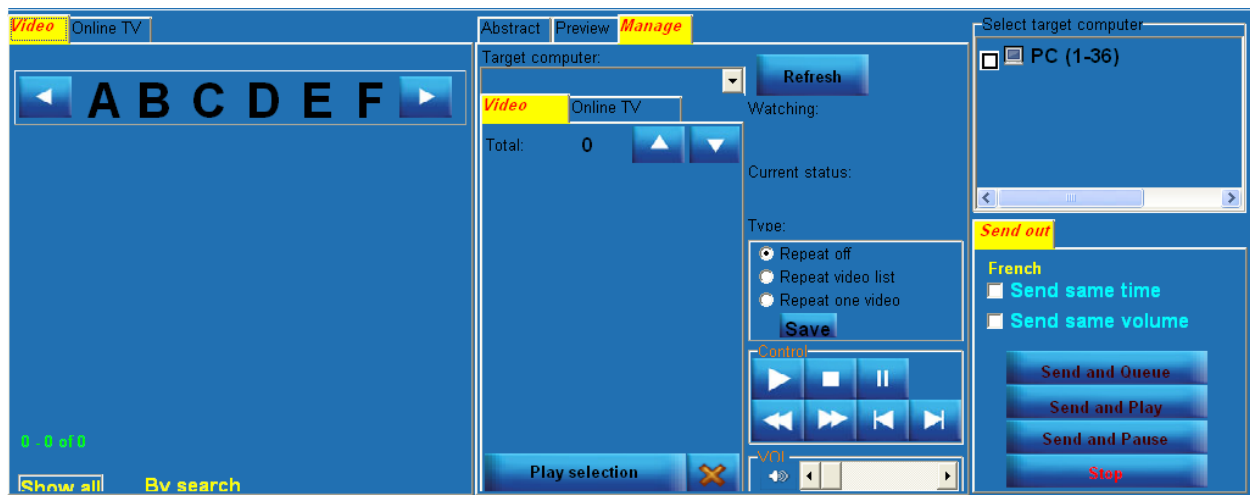 Video Online TV
A B C D E F
0 - 0 of 0
Show all By search
Abstract Preview Manage
Target computer:
Refresh
Video Online TV
Total: 0
Play selection
Watching:
Current status:
Type:
Repeat off
Repeat video list
Repeat one video
Save
Control
VOL
Select target computer
PC (1-36)
Send out
French
Send same time
Send same volume
Send and Queue
Send and Play
Send and Pause
Stop